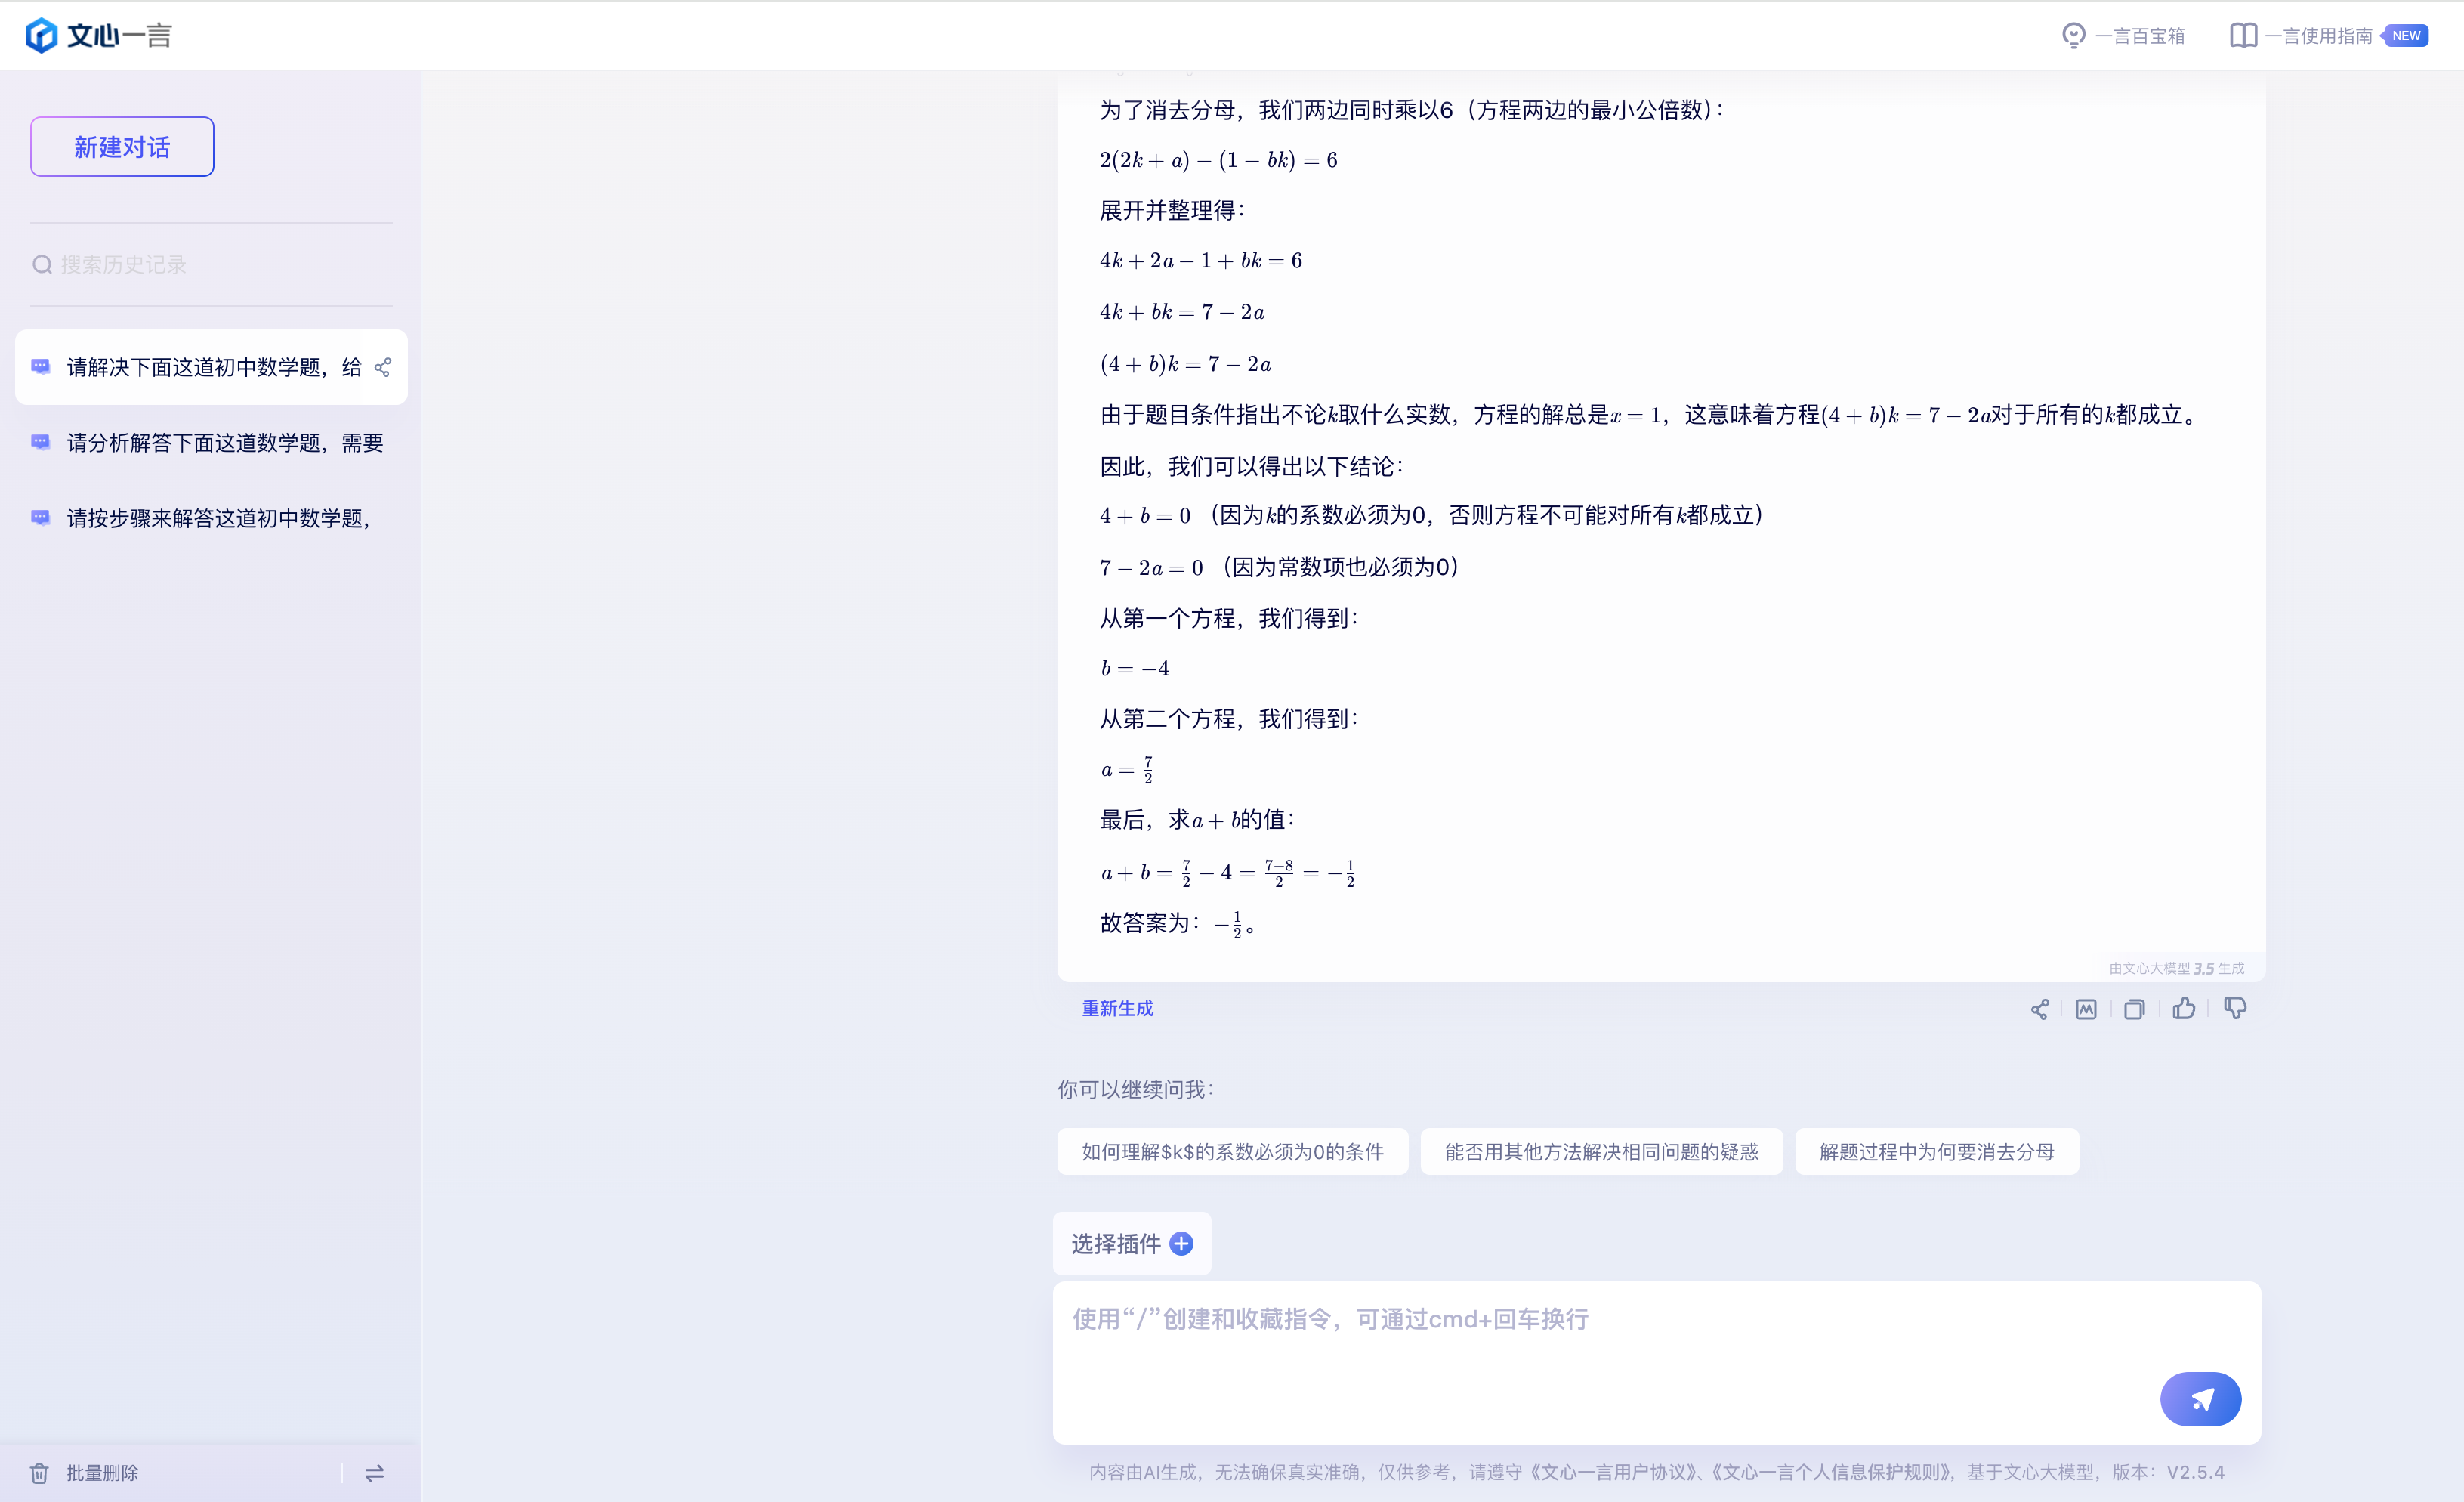 文心一言
一言百宝箱
一言使用指南 NEW
新建对话
搜索历史记录
请解决下面这道初中数学题，给
请分析解答下面这道数学题，需要
请按步骤来解答这道初中数学题，
批量删除
为了消去分母，我们两边同时乘以6（方程两边的最小公倍数）：
2(2k + a) − (1 − bk) = 6
展开并整理得：
4k + 2a − 1 + bk = 6
4k + bk = 7 − 2a
(4 + b)k = 7 − 2a
由于题目条件指出不论k取什么实数，方程的解总是x = 1，这意味着方程(4 + b)k = 7 − 2a对于所有的k都成立。
因此，我们可以得出以下结论：
4 + b = 0 （因为k的系数必须为0，否则方程不可能对所有k都成立）
7 − 2a = 0 （因为常数项也必须为0）
从第一个方程，我们得到：
b = −4
从第二个方程，我们得到：
a = 7/2
最后，求a + b的值：
a + b = 7/2 − 4 = (7−8)/2 = −1/2
故答案为：−1/2。
由文心大模型 3.5 生成
重新生成
你可以继续问我：
如何理解$k$的系数必须为0的条件
能否用其他方法解决相同问题的疑惑
解题过程中为何要消去分母
选择插件
使用“/”创建和收藏指令，可通过cmd+回车换行
内容由AI生成，无法确保真实准确，仅供参考，请遵守《文心一言用户协议》、《文心一言个人信息保护规则》，基于文心大模型，版本：V2.5.4